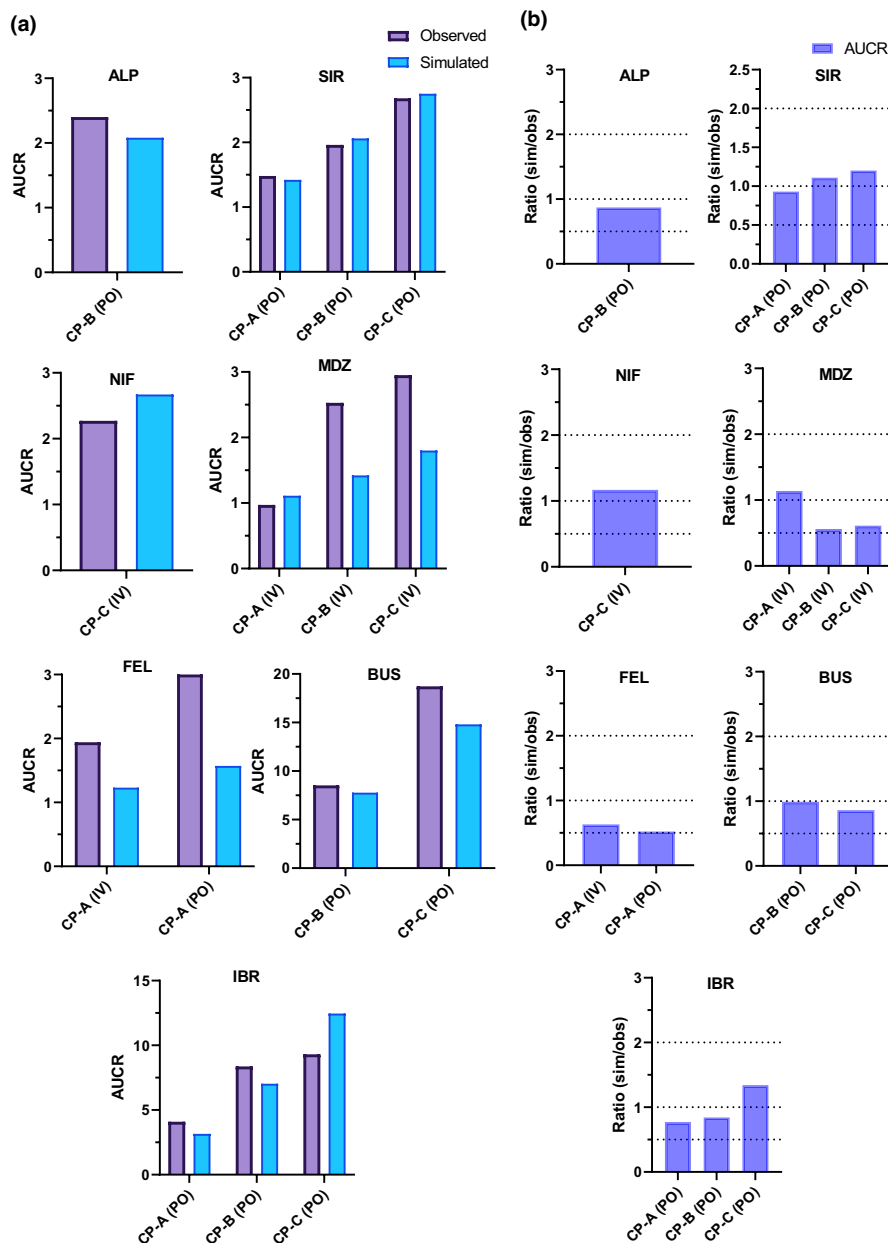 (a)
Observed
Simulated
ALP
AUCR
3
2
1
0
CP-B (PO)
SIR
AUCR
3
2
1
0
CP-A (PO)
CP-B (PO)
CP-C (PO)
NIF
AUCR
3
2
1
0
CP-C (IV)
MDZ
AUCR
3
2
1
0
CP-A (IV)
CP-B (IV)
CP-C (IV)
FEL
AUCR
3
2
1
0
CP-A (IV)
CP-A (PO)
BUS
AUCR
20
15
10
5
0
CP-B (PO)
CP-C (PO)
IBR
AUCR
15
10
5
0
CP-A (PO)
CP-B (PO)
CP-C (PO)
(b)
AUCR
ALP
Ratio (sim/obs)
3
2
1
0
CP-B (PO)
SIR
Ratio (sim/obs)
2.5
2.0
1.5
1.0
0.5
0.0
CP-A (PO)
CP-B (PO)
CP-C (PO)
NIF
Ratio (sim/obs)
3
2
1
0
CP-C (IV)
MDZ
Ratio (sim/obs)
3
2
1
0
CP-A (IV)
CP-B (IV)
CP-C (IV)
FEL
Ratio (sim/obs)
3
2
1
0
CP-A (IV)
CP-A (PO)
BUS
Ratio (sim/obs)
3
2
1
0
CP-B (PO)
CP-C (PO)
IBR
Ratio (sim/obs)
3
2
1
0
CP-A (PO)
CP-B (PO)
CP-C (PO)